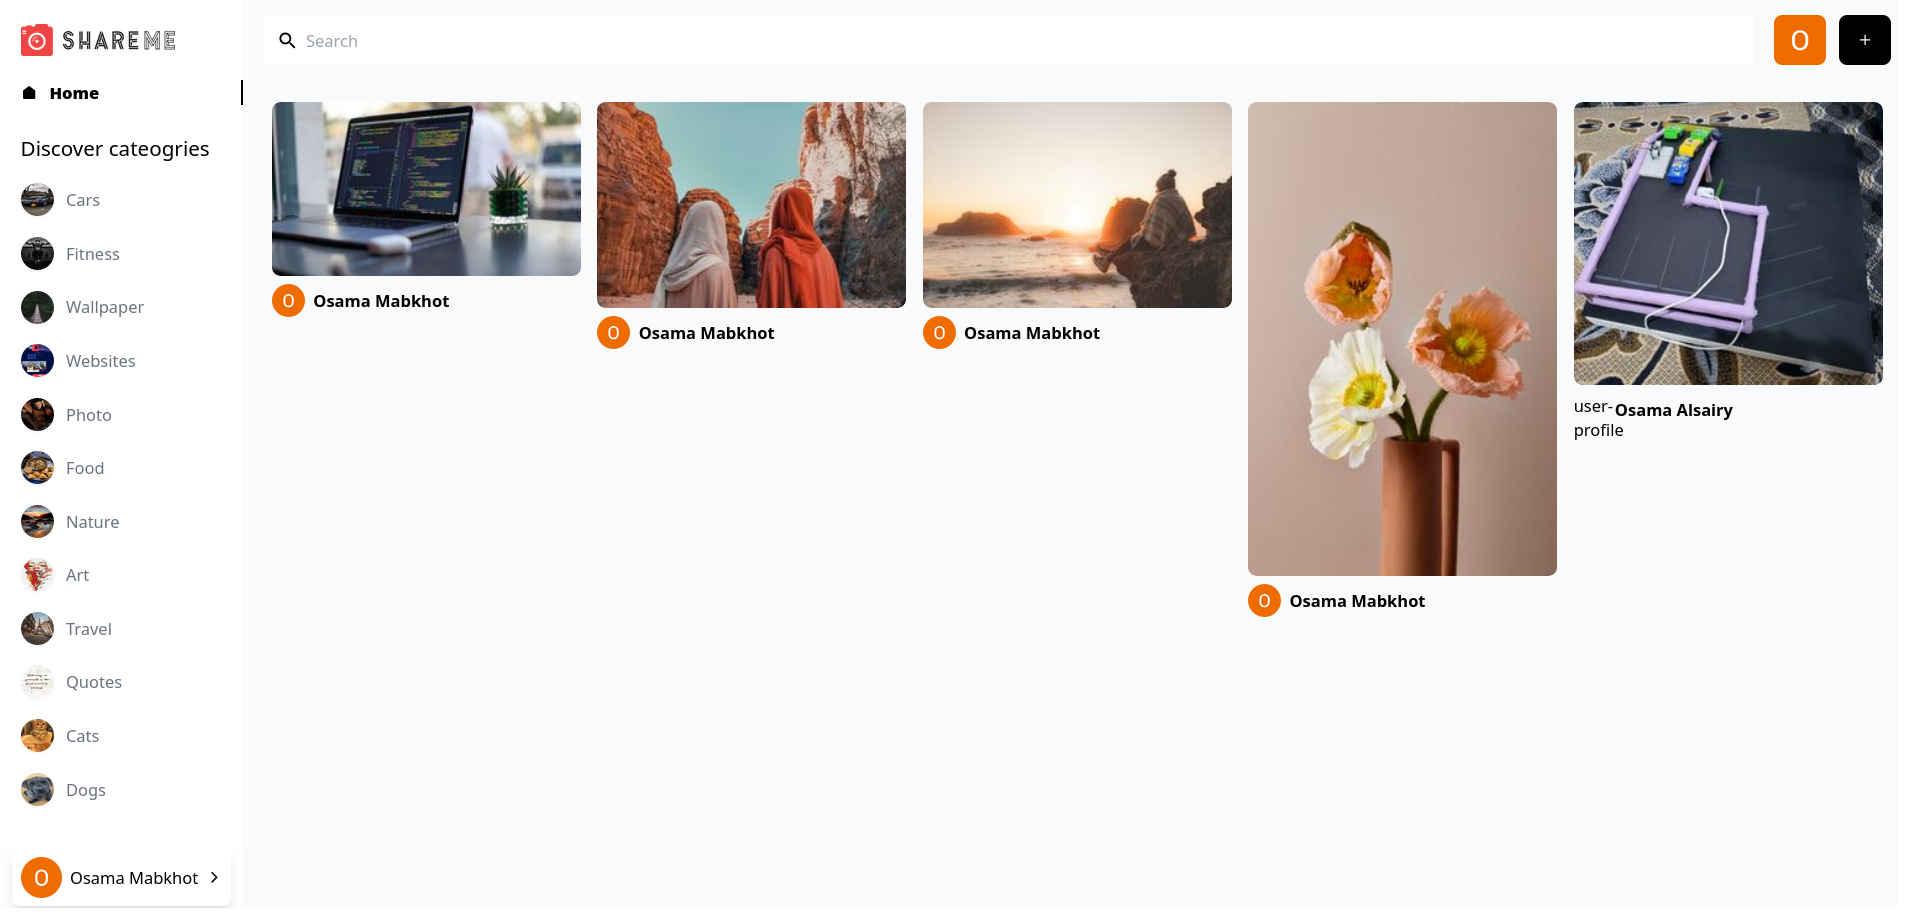 SHAREME
Search
O
+
Home
Discover cateogries
Cars
Fitness
Wallpaper
Websites
Photo
Food
Nature
Art
Travel
Quotes
Cats
Dogs
O Osama Mabkhot
O Osama Mabkhot
O Osama Mabkhot
O Osama Mabkhot
O Osama Mabkhot
user-
profile
Osama Alsairy